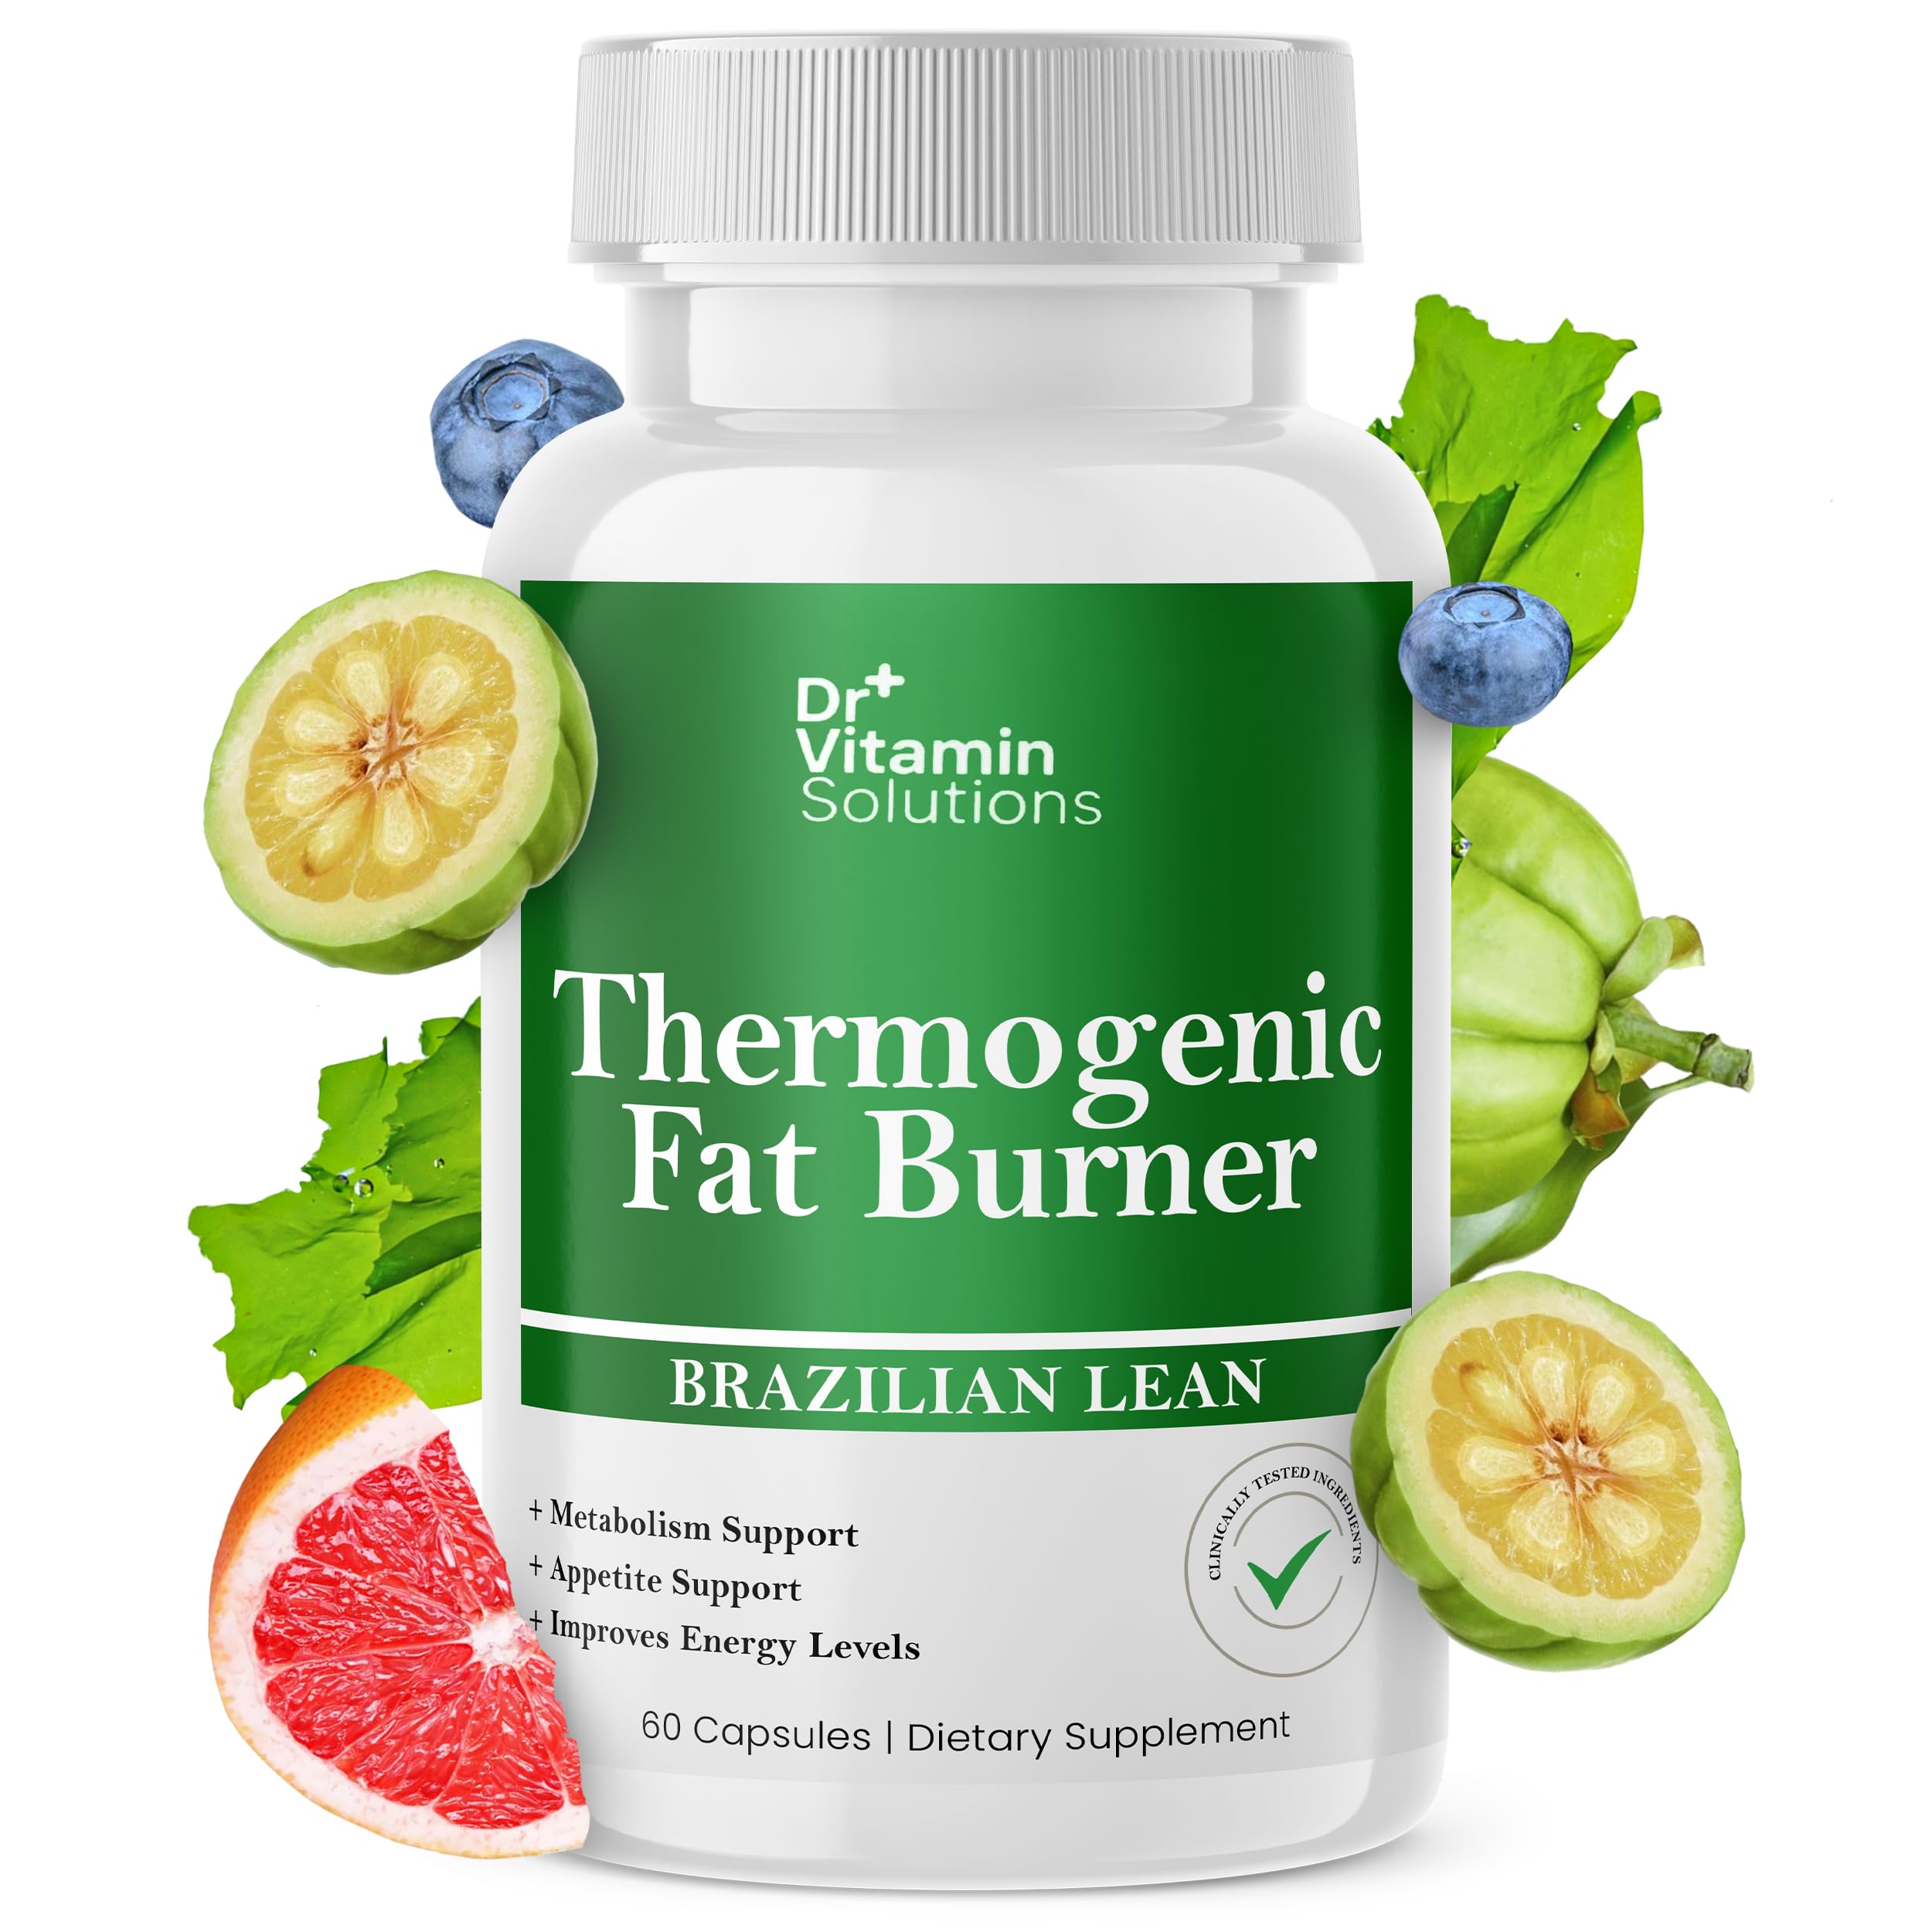 Dr+
Vitamin
Solutions
Thermogenic
Fat Burner
BRAZILIAN LEAN
+ Metabolism Support
+ Appetite Support
+ Improves Energy Levels
CLINICALLY TESTED INGREDIENTS
60 Capsules | Dietary Supplement